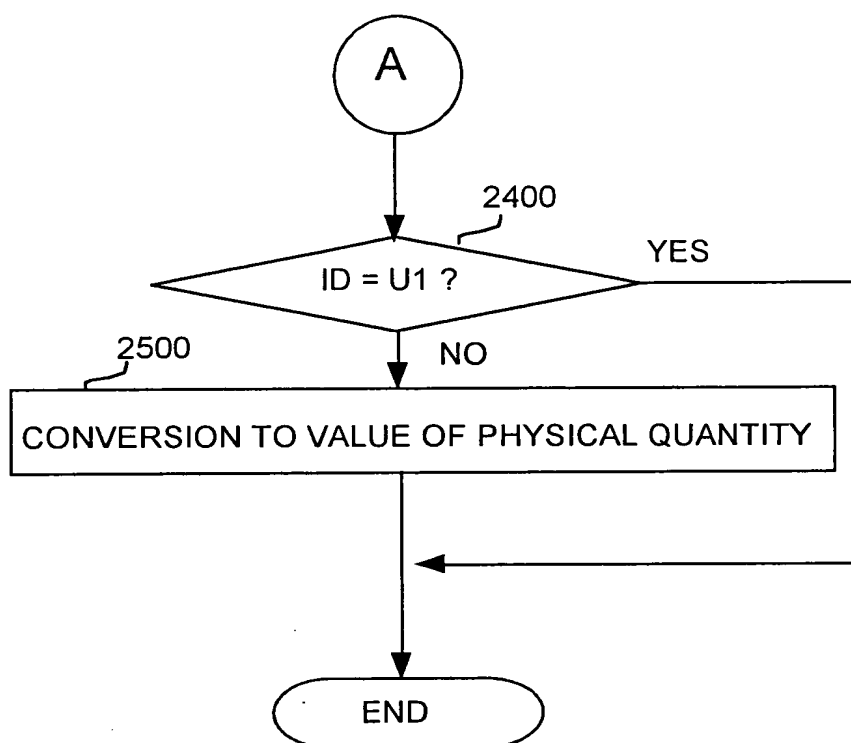 A
2400
ID = U1 ?
YES
NO
2500
CONVERSION TO VALUE OF PHYSICAL QUANTITY
END